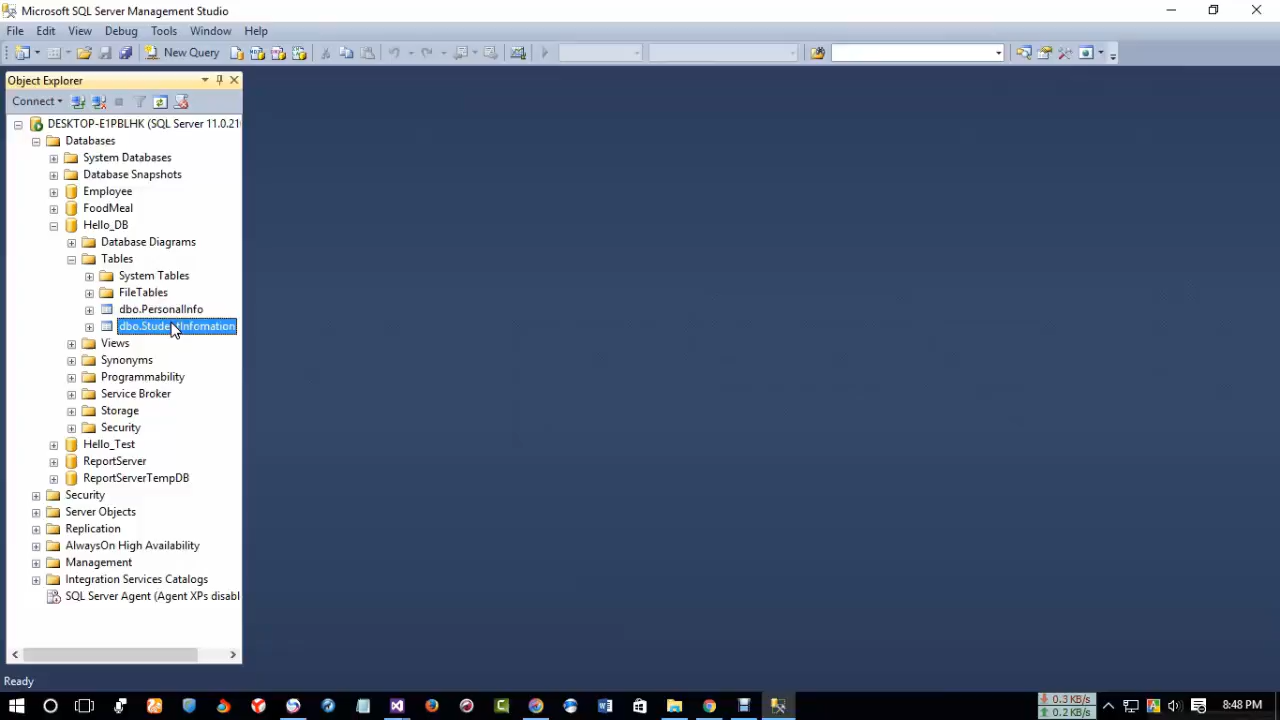 Microsoft SQL Server Management Studio
File Edit View Debug Tools Window Help
New Query
Object Explorer
Connect
DESKTOP-E1PBLHK (SQL Server 11.0.21
Databases
System Databases
Database Snapshots
Employee
FoodMeal
Hello_DB
Database Diagrams
Tables
System Tables
FileTables
dbo.PersonalInfo
dbo.StudentInfomation
Views
Synonyms
Programmability
Service Broker
Storage
Security
Hello_Test
ReportServer
ReportServerTempDB
Security
Server Objects
Replication
AlwaysOn High Availability
Management
Integration Services Catalogs
SQL Server Agent (Agent XPs disabl
Ready
0.3 KB/s
0.2 KB/s
8:48 PM